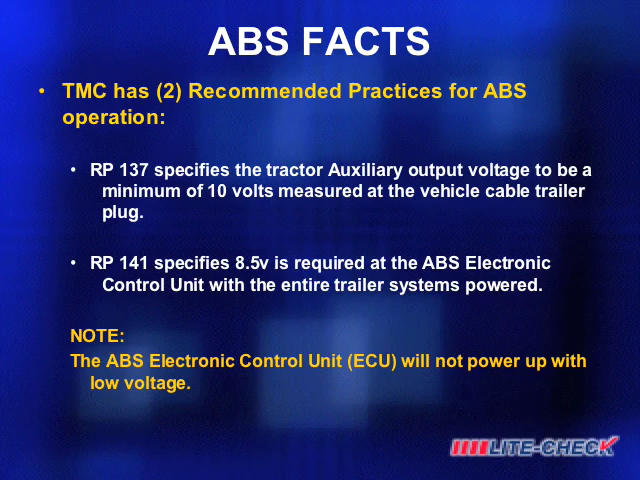 ABS FACTS
• TMC has (2) Recommended Practices for ABS
operation:
• RP 137 specifies the tractor Auxiliary output voltage to be a
minimum of 10 volts measured at the vehicle cable trailer
plug.
• RP 141 specifies 8.5v is required at the ABS Electronic
Control Unit with the entire trailer systems powered.
NOTE:
The ABS Electronic Control Unit (ECU) will not power up with
low voltage.
LITE-CHECK